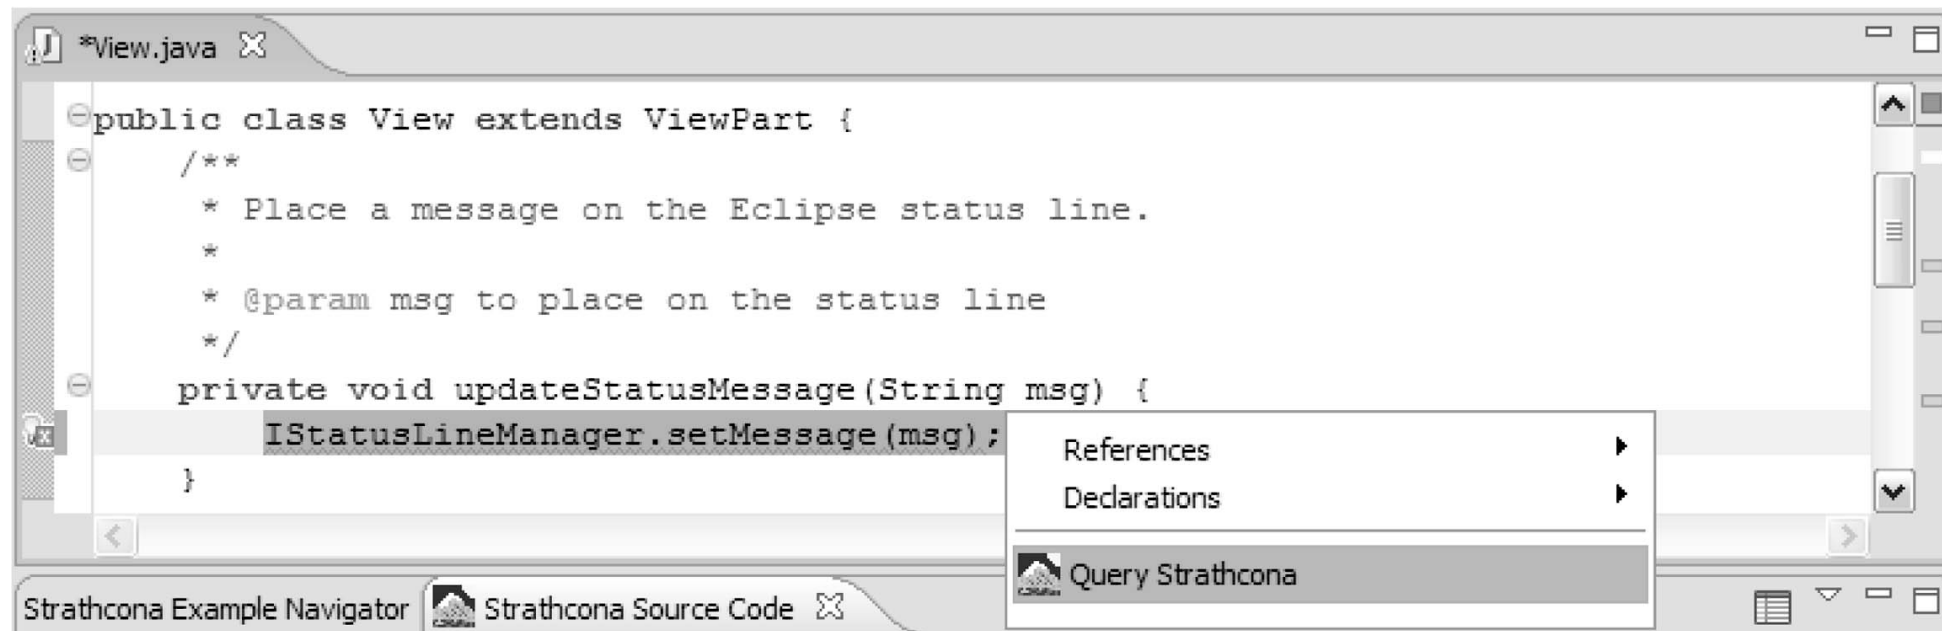 *View.java
public class View extends ViewPart {
/**
* Place a message on the Eclipse status line.
*
* @param msg to place on the status line
*/
private void updateStatusMessage(String msg) {
IStatusLineManager.setMessage(msg);
}
References
Declarations
Query Strathcona
Strathcona Example Navigator
Strathcona Source Code